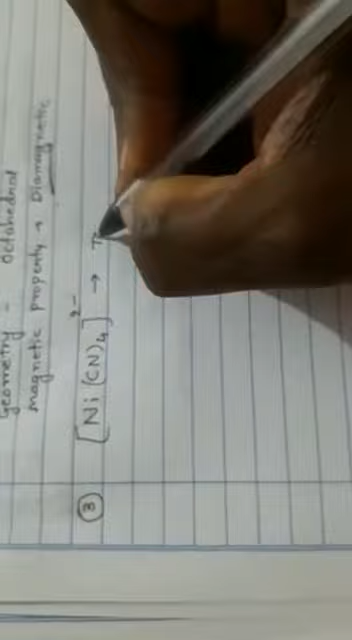 Geometry - Octahedral
Magnetic property → Diamagnetic
③ [Ni(CN)₄]²⁻ →